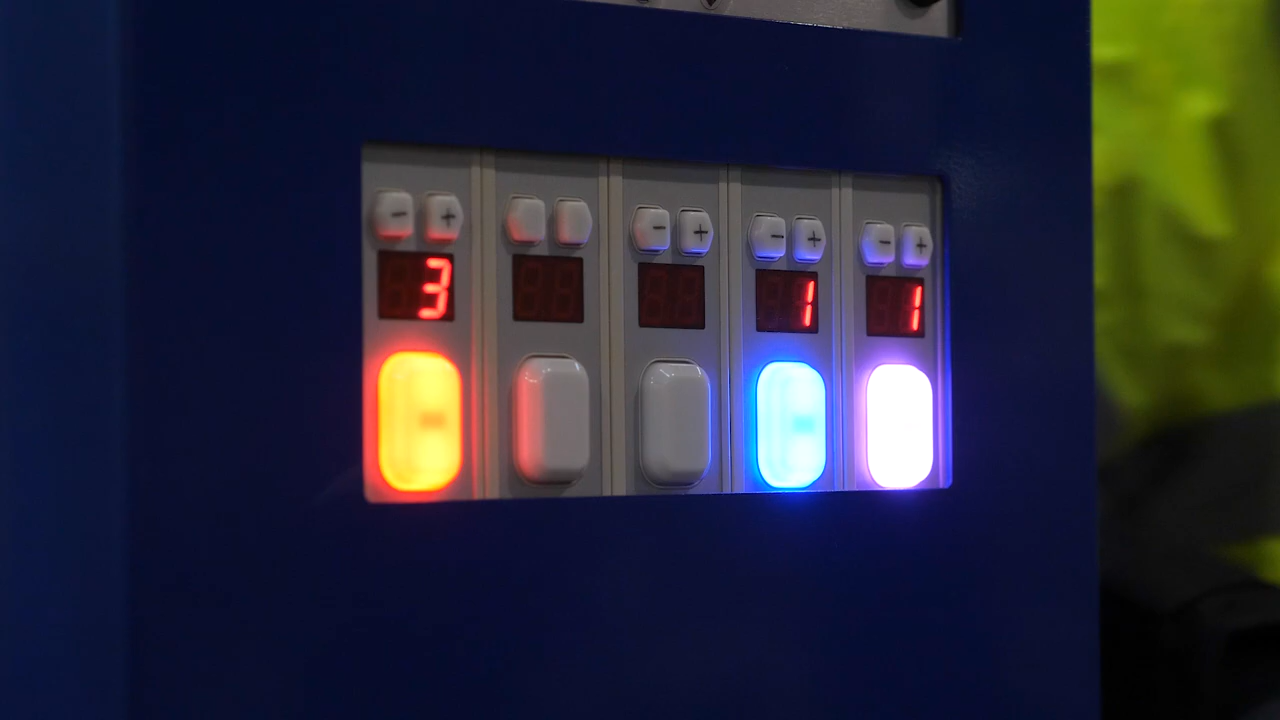 - + - + - + - +
3 1 1